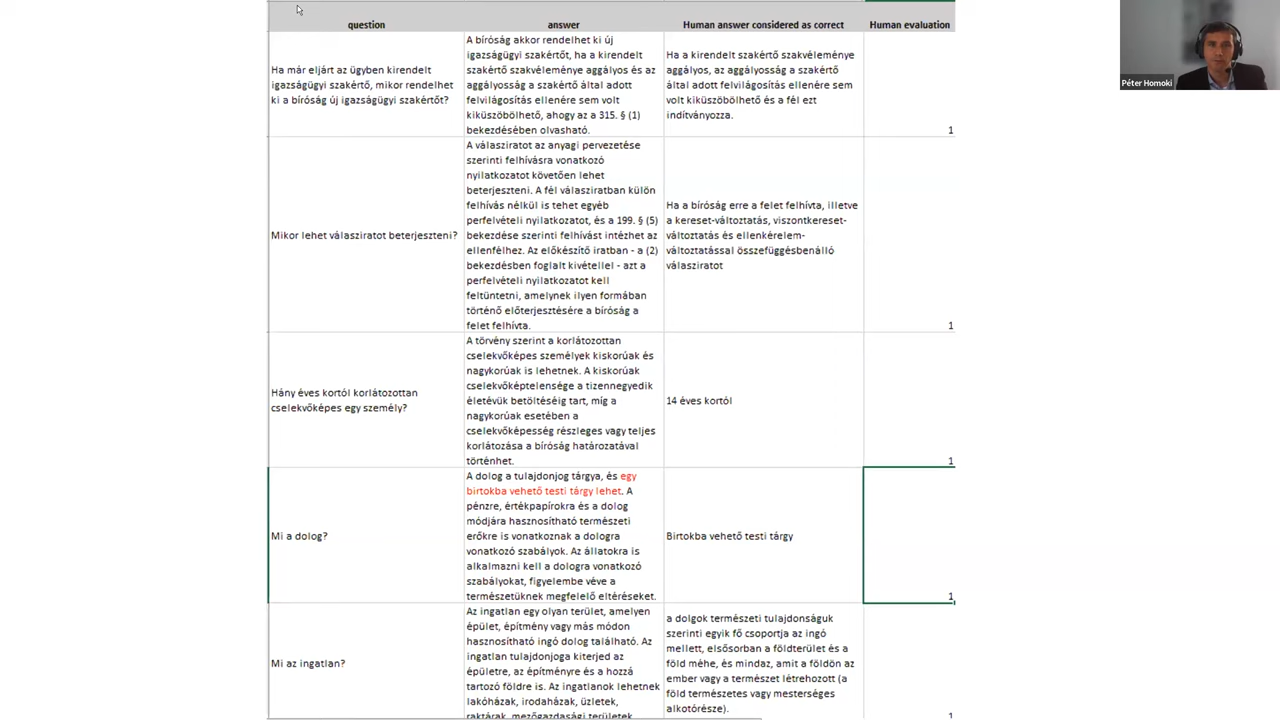 question
answer
Human answer considered as correct
Human evaluation
Ha már eljárt az ügyben kirendelt
igazságügyi szakértő, mikor rendelhet
ki a bíróság új igazságügyi szakértőt?
A bíróság akkor rendelhet ki új
igazságügyi szakértőt, ha a kirendelt
szakértő szakvéleménye aggályos és az
aggályosság a szakértő által adott
felvilágosítás ellenére sem volt
kiküszöbölhető, ahogy az a 315. § (1)
bekezdésében olvasható.
Ha a kirendelt szakértő szakvéleménye
aggályos, az aggályosság a szakértő
által adott felvilágosítás ellenére sem
volt kiküszöbölhető és a fél ezt
indítványozza.
1
Mikor lehet válasziratot beterjeszteni?
A válasziratot az anyagi pervezetése
szerinti felhívásra vonatkozó
nyilatkozatot követően lehet
beterjeszteni. A fél válasziratban külön
felhívás nélkül is tehet egyéb
perfelvételi nyilatkozatot, és a 199. § (5)
bekezdése szerinti felhívást intézhet az
ellenfélhez. Az előkészítő iratban - a (2)
bekezdésben foglalt kivétellel - azt a
perfelvételi nyilatkozatot kell
feltüntetni, amelynek ilyen formában
történő előterjesztésére a bíróság a
felet felhívta.
Ha a bíróság erre a felet felhívta, illetve
a kereset-változtatás, viszontkereset-
változtatás és ellenkérelem-
változtatással összefüggésbenálló
válasziratot
1
Hány éves kortól korlátozottan
cselekvőképes egy személy?
A törvény szerint a korlátozottan
cselekvőképes személyek kiskorúak és
nagykorúak is lehetnek. A kiskorúak
cselekvőképtelensége a tizennegyedik
életévük betöltéséig tart, míg a
nagykorúak esetében a
cselekvőképesség részleges vagy teljes
korlátozása a bíróság határozatával
történhet.
14 éves kortól
1
Mi a dolog?
A dolog a tulajdonjog tárgya, és egy
birtokba vehető testi tárgy lehet. A
pénzre, értékpapírokra és a dolog
módjára hasznosítható természeti
erőkre is vonatkoznak a dologra
vonatkozó szabályok. Az állatokra is
alkalmazni kell a dologra vonatkozó
szabályokat, figyelembe véve a
természetüknek megfelelő eltéréseket.
Birtokba vehető testi tárgy
1
Mi az ingatlan?
Az ingatlan egy olyan terület, amelyen
épület, építmény vagy más módon
hasznosítható ingó dolog található. Az
ingatlan tulajdonjoga kiterjed az
épületre, az építményre és a hozzá
tartozó földre is. Az ingatlanok lehetnek
lakóházak, irodaházak, üzletek,
raktárak, mezőgazdasági területek
a dolgok természeti tulajdonságuk
szerinti egyik fő csoportja az ingó
mellett, elsősorban a földterület és a
föld méhe, és mindaz, amit a földön az
ember vagy a természet létrehozott (a
föld természetes vagy mesterséges
alkotórésze).
1
Péter Homoki